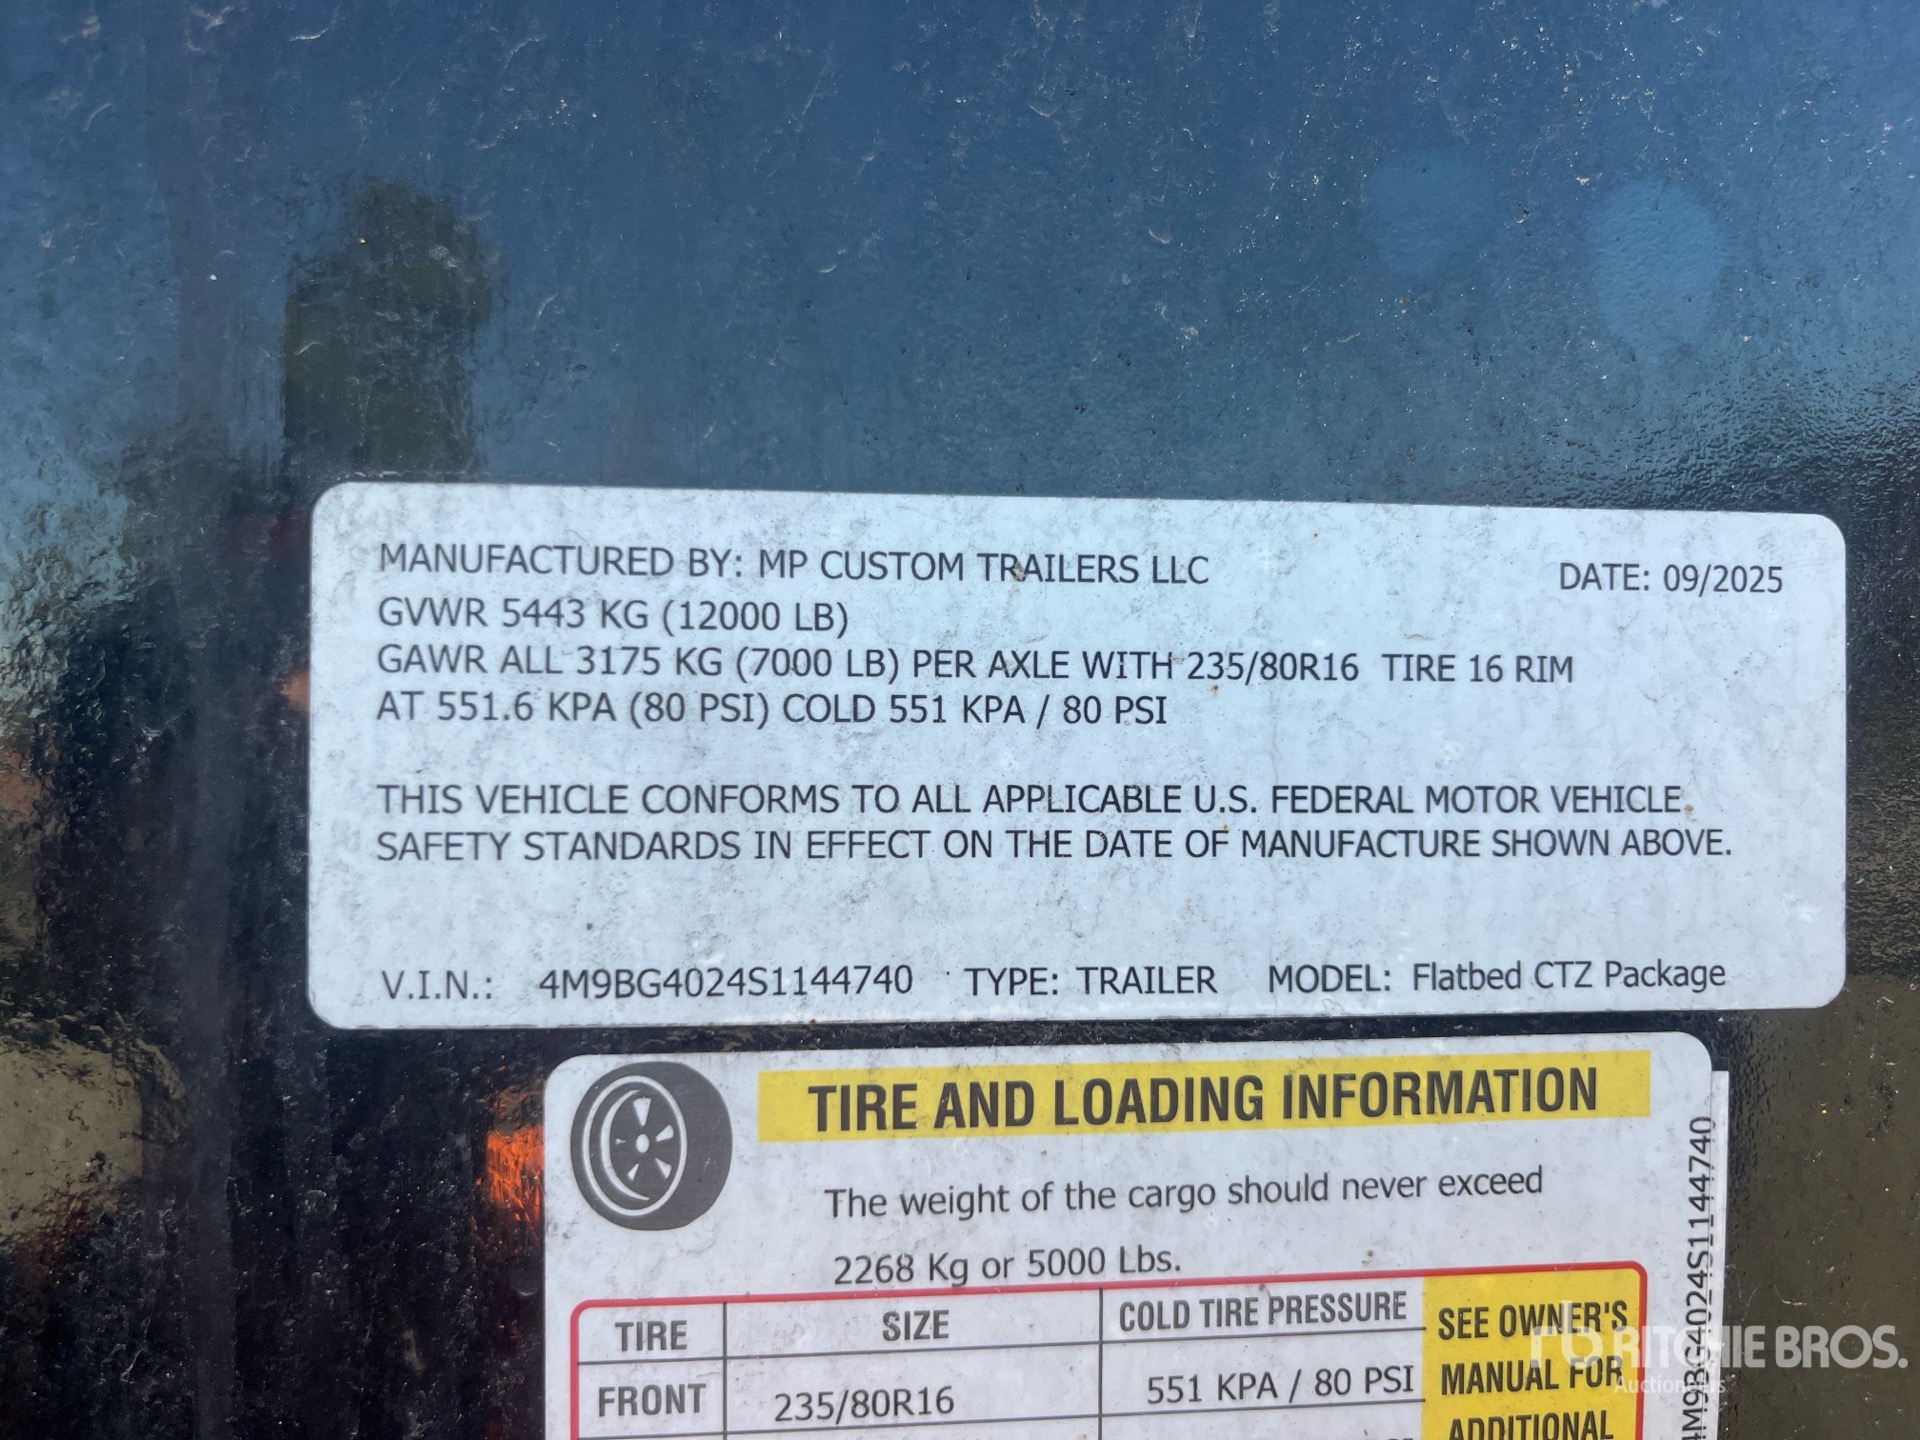 MANUFACTURED BY: MP CUSTOM TRAILERS LLC DATE: 09/2025
GVWR 5443 KG (12000 LB)
GAWR ALL 3175 KG (7000 LB) PER AXLE WITH 235/80R16 TIRE 16 RIM
AT 551.6 KPA (80 PSI) COLD 551 KPA / 80 PSI
THIS VEHICLE CONFORMS TO ALL APPLICABLE U.S. FEDERAL MOTOR VEHICLE
SAFETY STANDARDS IN EFFECT ON THE DATE OF MANUFACTURE SHOWN ABOVE.
V.I.N.: 4M9BG4024S1144740 TYPE: TRAILER MODEL: Flatbed CTZ Package
TIRE AND LOADING INFORMATION
The weight of the cargo should never exceed
2268 Kg or 5000 Lbs.
TIRE SIZE COLD TIRE PRESSURE
FRONT 235/80R16 551 KPA / 80 PSI
SEE OWNER'S
MANUAL FOR
ADDITIONAL
4M9BG4024S1144740
RITCHIE BROS.
Auctioneers